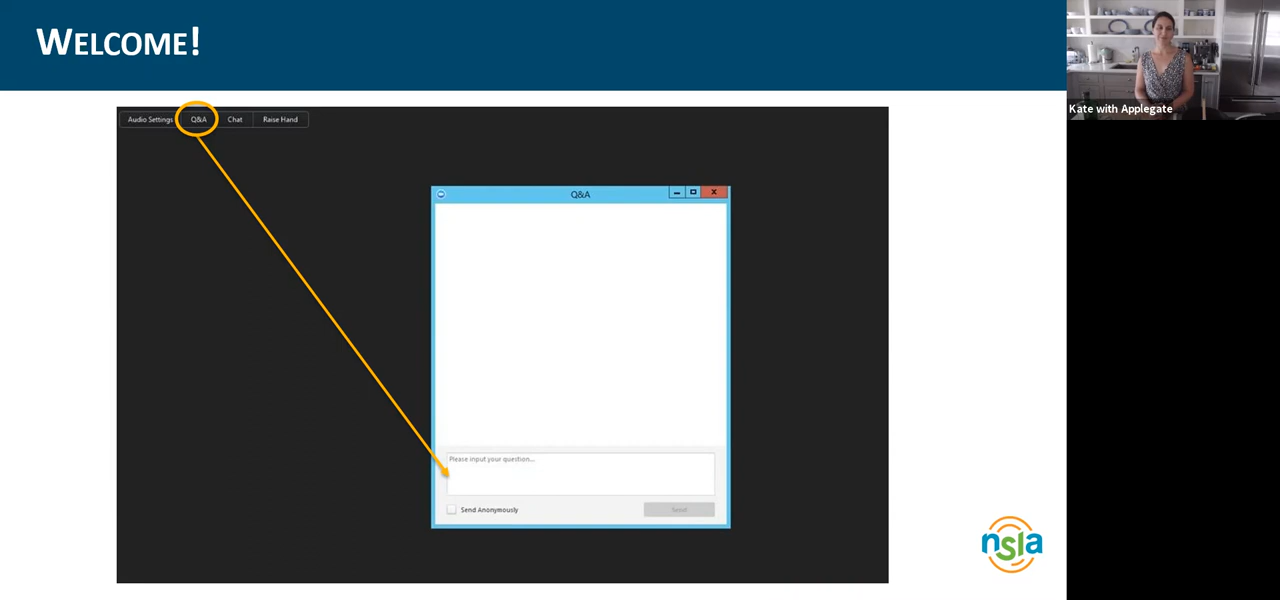 WELCOME!
Kate with Applegate
Audio Settings Q&A Chat Raise Hand
Q&A
Please input your question...
Send Anonymously Send
nsla